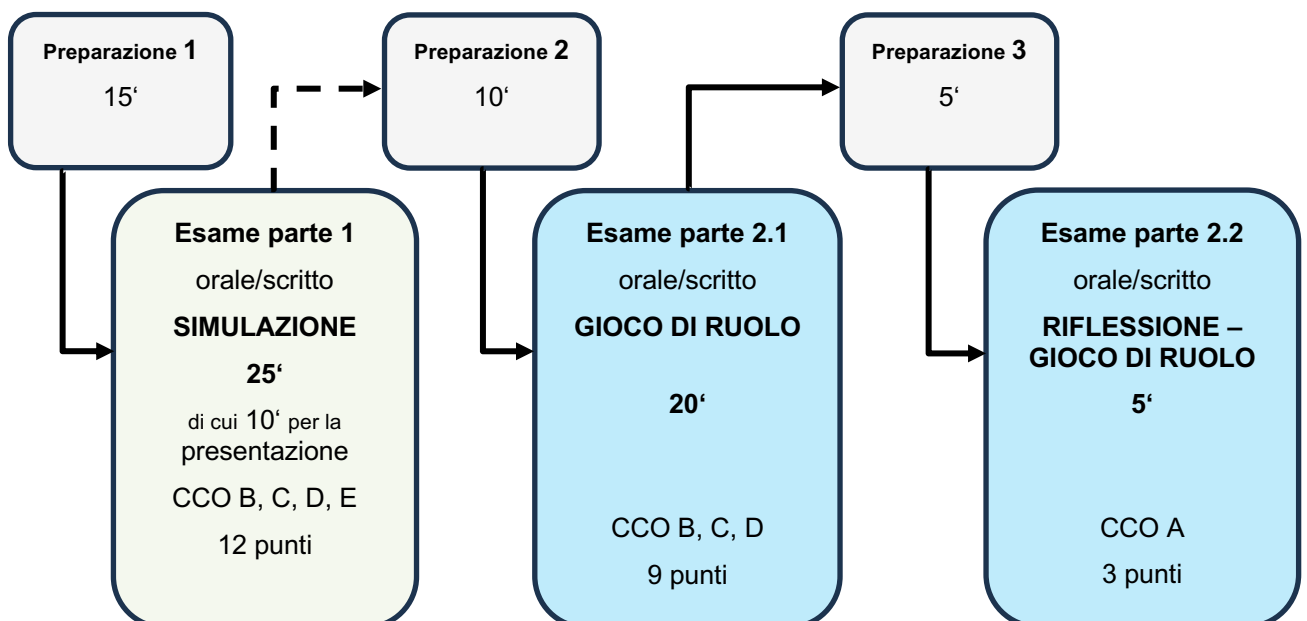 Preparazione 1
15‘
Preparazione 2
10‘
Preparazione 3
5‘
Esame parte 1
orale/scritto
SIMULAZIONE
25‘
di cui 10‘ per la
presentazione
CCO B, C, D, E
12 punti
Esame parte 2.1
orale/scritto
GIOCO DI RUOLO
20‘
CCO B, C, D
9 punti
Esame parte 2.2
orale/scritto
RIFLESSIONE –
GIOCO DI RUOLO
5‘
CCO A
3 punti